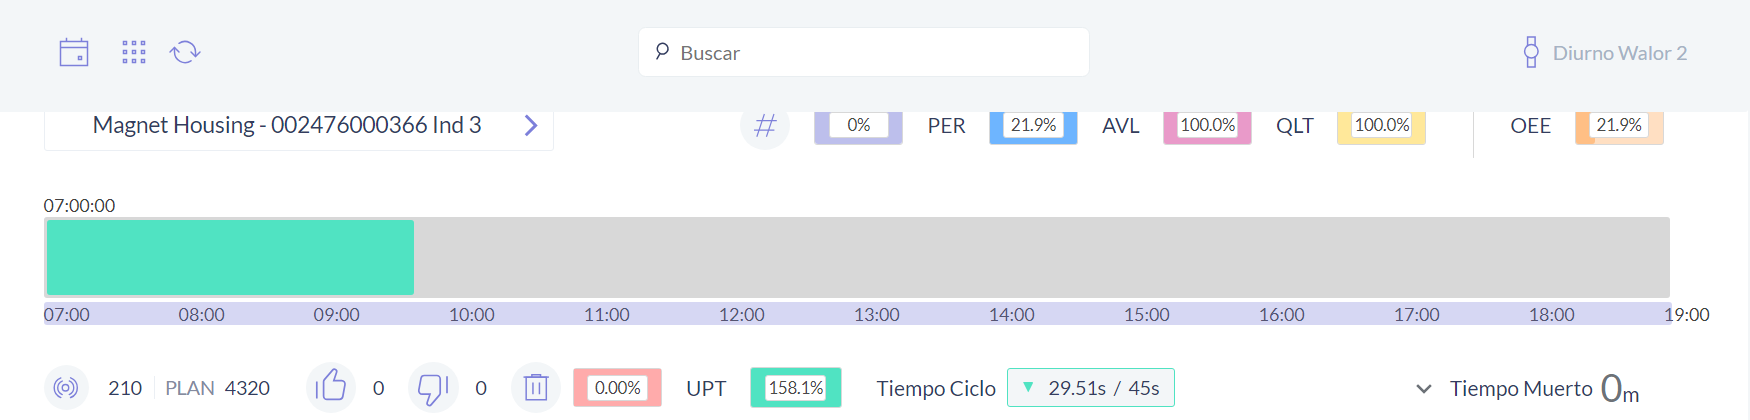 Buscar
Diurno Walor 2
Magnet Housing - 002476000366 Ind 3
# 0% PER 21.9% AVL 100.0% QLT 100.0% OEE 21.9%
07:00:00
07:00 08:00 09:00 10:00 11:00 12:00 13:00 14:00 15:00 16:00 17:00 18:00 19:00
210 PLAN 4320 0 0 0.00% UPT 158.1% Tiempo Ciclo 29.51s / 45s Tiempo Muerto 0m